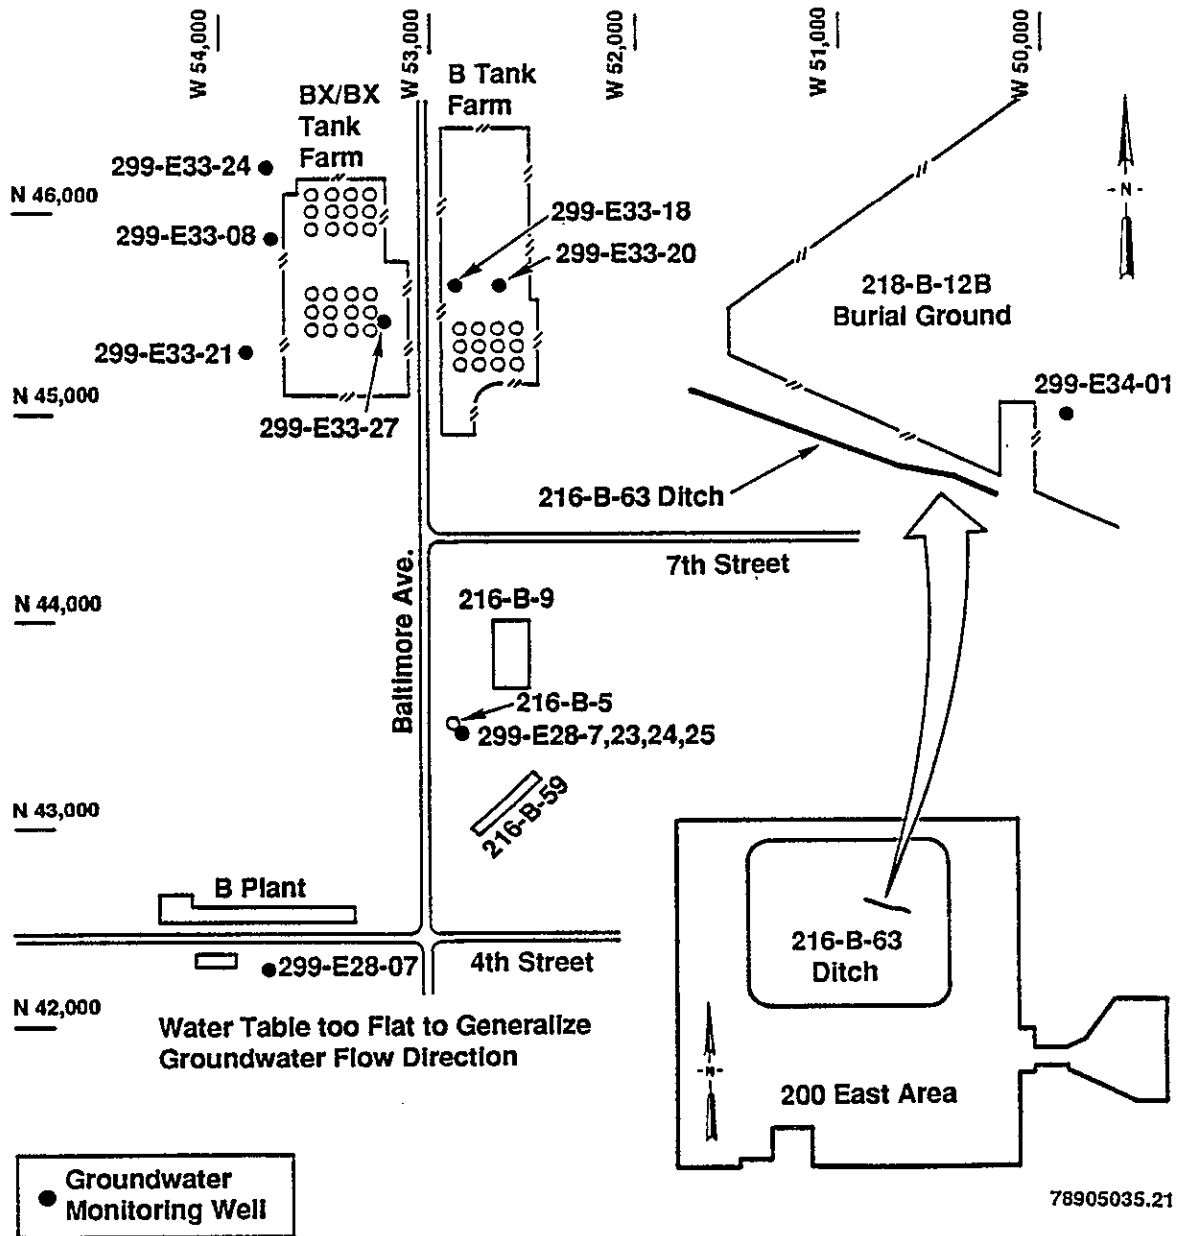 W 54,000
W 53,000
W 52,000
W 51,000
W 50,000
BX/BX
Tank
Farm
B Tank
Farm
299-E33-24
N 46,000
299-E33-08
299-E33-18
299-E33-20
-N-
218-B-12B
Burial Ground
299-E33-21
299-E34-01
N 45,000
299-E33-27
216-B-63 Ditch
7th Street
Baltimore Ave.
N 44,000
216-B-9
216-B-5
299-E28-7,23,24,25
N 43,000
216-B-59
B Plant
216-B-63
Ditch
4th Street
299-E28-07
N 42,000
Water Table too Flat to Generalize
Groundwater Flow Direction
-N-
200 East Area
Groundwater
Monitoring Well
78905035.21